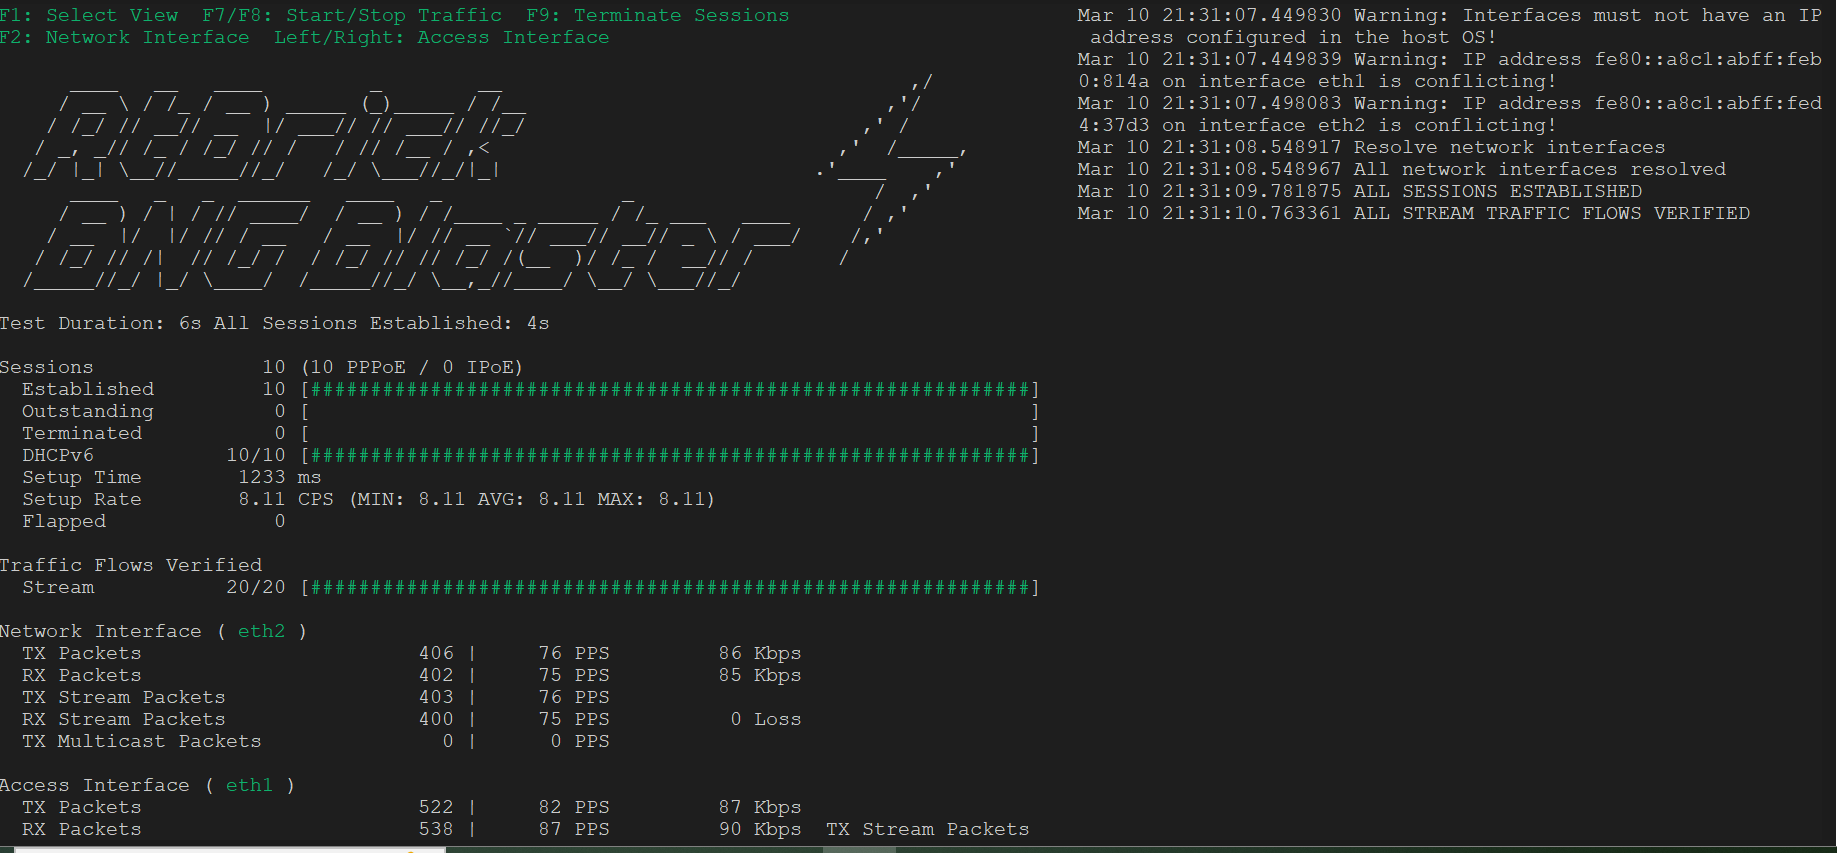 F1: Select View  F7/F8: Start/Stop Traffic  F9: Terminate Sessions
F2: Network Interface  Left/Right: Access Interface
RtBrick
BNG Blaster
Test Duration: 6s All Sessions Established: 4s
Sessions 10 (10 PPPoE / 0 IPoE)
Established 10 [############################################################]
Outstanding 0 [ ]
Terminated 0 [ ]
DHCPv6 10/10 [############################################################]
Setup Time 1233 ms
Setup Rate 8.11 CPS (MIN: 8.11 AVG: 8.11 MAX: 8.11)
Flapped 0
Traffic Flows Verified
Stream 20/20 [############################################################]
Network Interface ( eth2 )
TX Packets 406 | 76 PPS 86 Kbps
RX Packets 402 | 75 PPS 85 Kbps
TX Stream Packets 403 | 76 PPS
RX Stream Packets 400 | 75 PPS 0 Loss
TX Multicast Packets 0 | 0 PPS
Access Interface ( eth1 )
TX Packets 522 | 82 PPS 87 Kbps
RX Packets 538 | 87 PPS 90 Kbps TX Stream Packets
Mar 10 21:31:07.449830 Warning: Interfaces must not have an IP
address configured in the host OS!
Mar 10 21:31:07.449839 Warning: IP address fe80::a8c1:abff:feb
0:814a on interface eth1 is conflicting!
Mar 10 21:31:07.498083 Warning: IP address fe80::a8c1:abff:fed
4:37d3 on interface eth2 is conflicting!
Mar 10 21:31:08.548917 Resolve network interfaces
Mar 10 21:31:08.548967 All network interfaces resolved
Mar 10 21:31:09.781875 ALL SESSIONS ESTABLISHED
Mar 10 21:31:10.763361 ALL STREAM TRAFFIC FLOWS VERIFIED